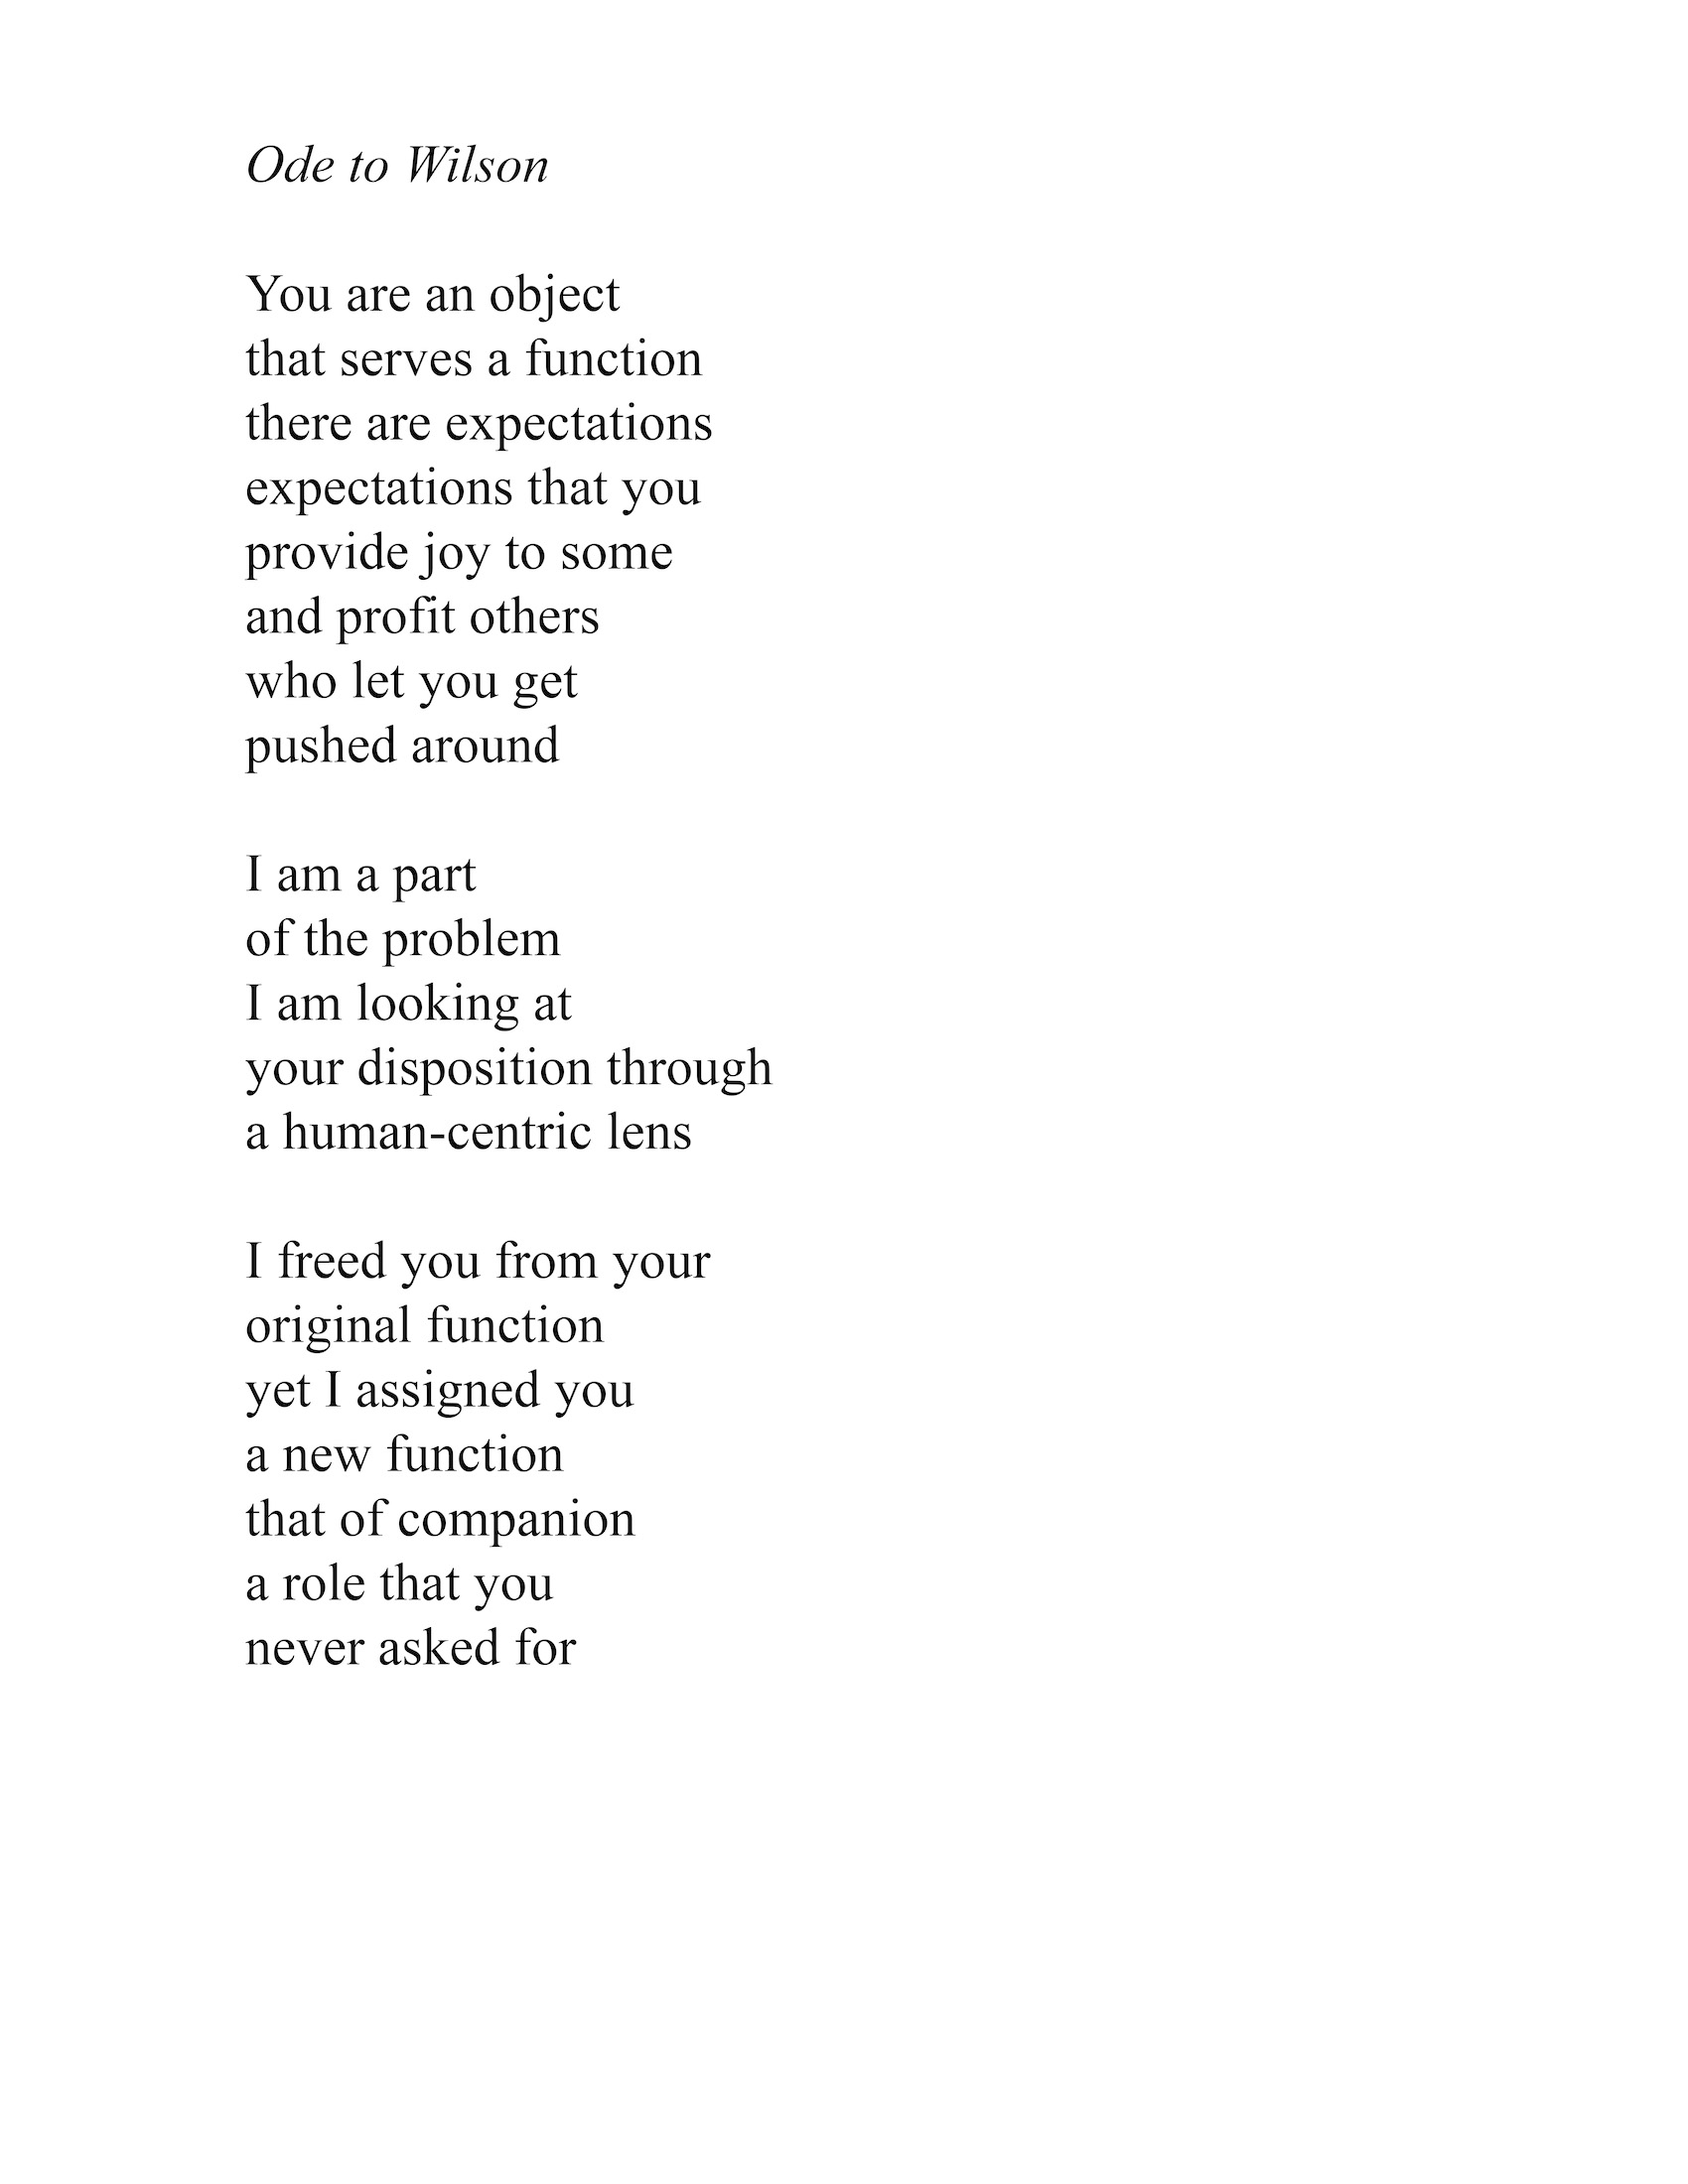 Ode to Wilson
You are an object
that serves a function
there are expectations
expectations that you
provide joy to some
and profit others
who let you get
pushed around
I am a part
of the problem
I am looking at
your disposition through
a human-centric lens
I freed you from your
original function
yet I assigned you
a new function
that of companion
a role that you
never asked for